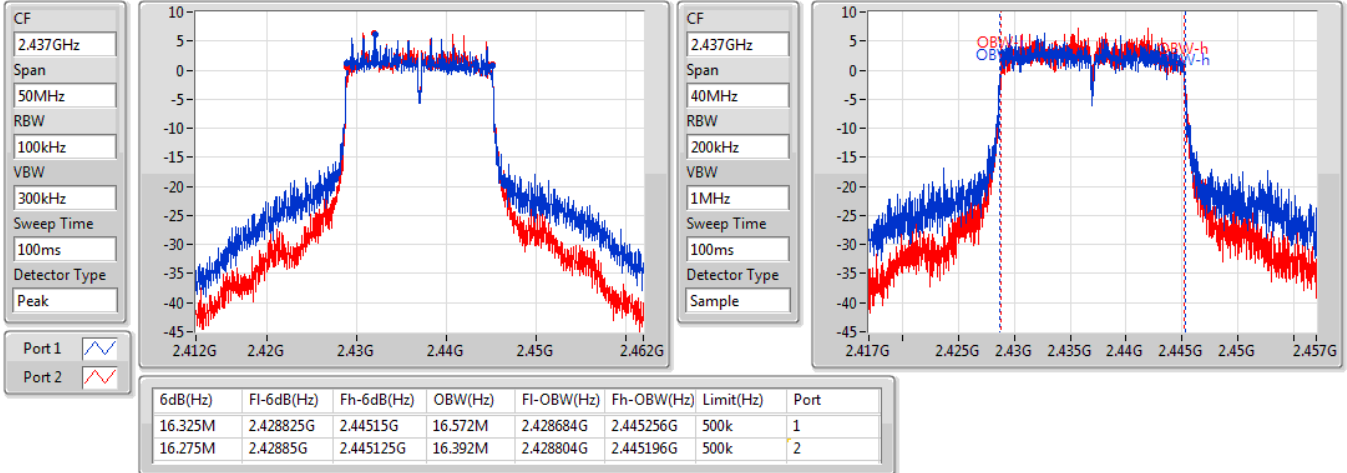 CF
2.437GHz
Span
50MHz
RBW
100kHz
VBW
300kHz
Sweep Time
100ms
Detector Type
Peak
Port 1
Port 2
10
5
0
-5
-10
-15
-20
-25
-30
-35
-40
-45
2.412G 2.42G 2.43G 2.44G 2.45G 2.462G
CF
2.437GHz
Span
40MHz
RBW
200kHz
VBW
1MHz
Sweep Time
100ms
Detector Type
Sample
10
5
0
-5
-10
-15
-20
-25
-30
-35
-40
-45
OBW-h
2.417G 2.425G 2.43G 2.435G 2.44G 2.445G 2.45G 2.457G
6dB(Hz) Fl-6dB(Hz) Fh-6dB(Hz) OBW(Hz) Fl-OBW(Hz) Fh-OBW(Hz) Limit(Hz) Port
16.325M 2.428825G 2.44515G 16.572M 2.428684G 2.445256G 500k 1
16.275M 2.42885G 2.445125G 16.392M 2.428804G 2.445196G 500k 2